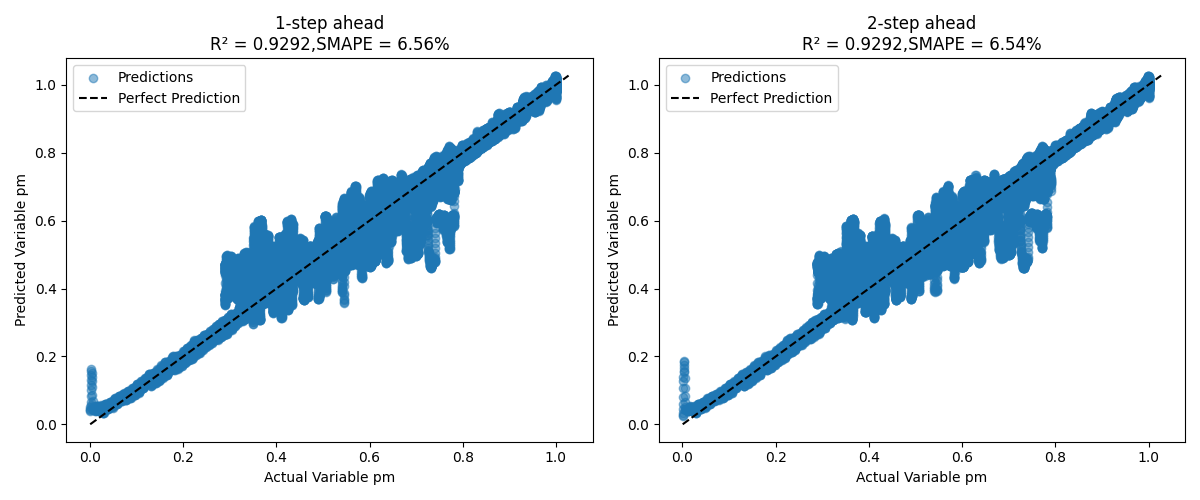 1-step ahead
R² = 0.9292,SMAPE = 6.56%
Predictions
Perfect Prediction
Predicted Variable pm
1.0
0.8
0.6
0.4
0.2
0.0
0.0 0.2 0.4 0.6 0.8 1.0
Actual Variable pm
2-step ahead
R² = 0.9292,SMAPE = 6.54%
Predictions
Perfect Prediction
Predicted Variable pm
1.0
0.8
0.6
0.4
0.2
0.0
0.0 0.2 0.4 0.6 0.8 1.0
Actual Variable pm